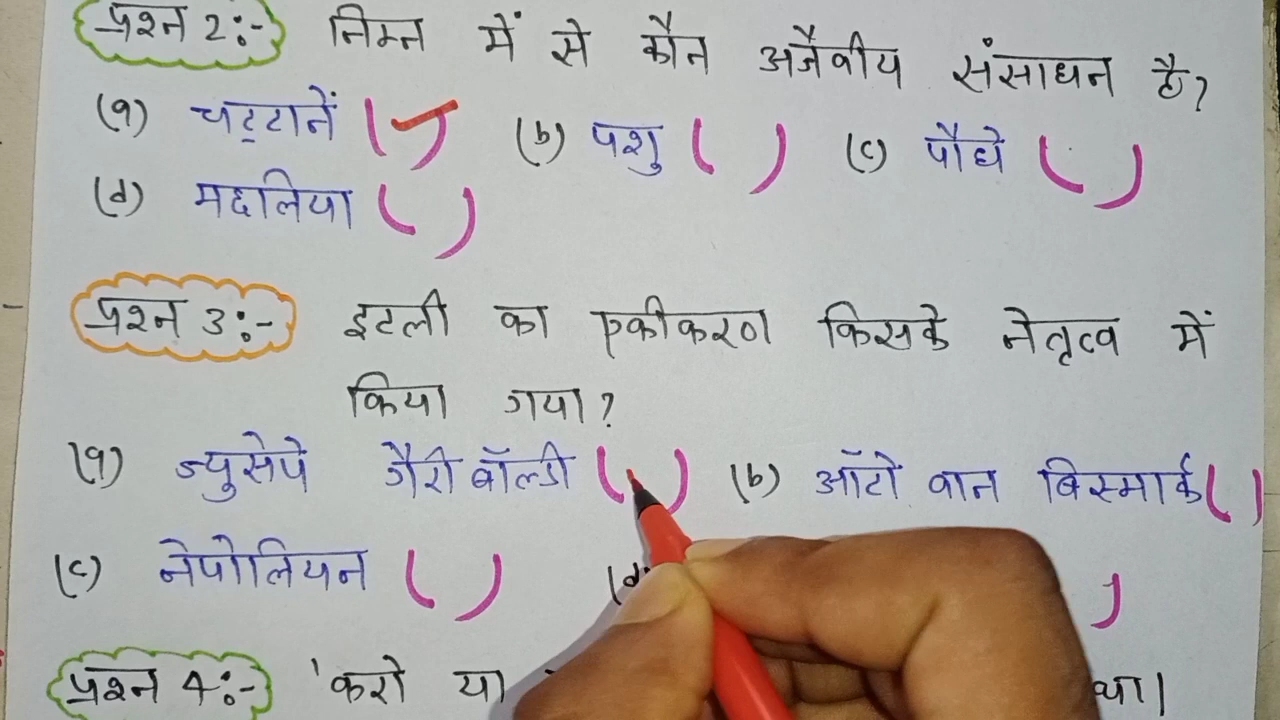 प्रश्न 2:- निम्न में से कौन अजैवीय संसाधन है?
(a) चट्टानें ( ✓ ) (b) पशु ( ) (c) पौधे ( )
(d) मछलिया ( )
प्रश्न 3:- इटली का एकीकरण किसके नेतृत्व में
किया गया?
(a) ज्युसेपे गैरीबॉल्डी ( ) (b) ऑटो वान बिस्मार्क ( )
(c) नेपोलियन ( ) (d) )
प्रश्न 4:- 'करो या था।